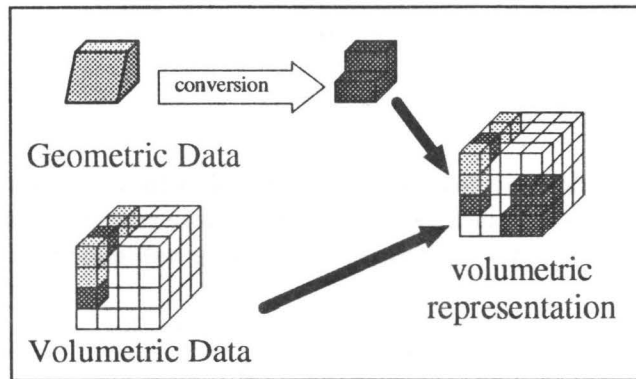 conversion
Geometric Data
volumetric
representation
Volumetric Data